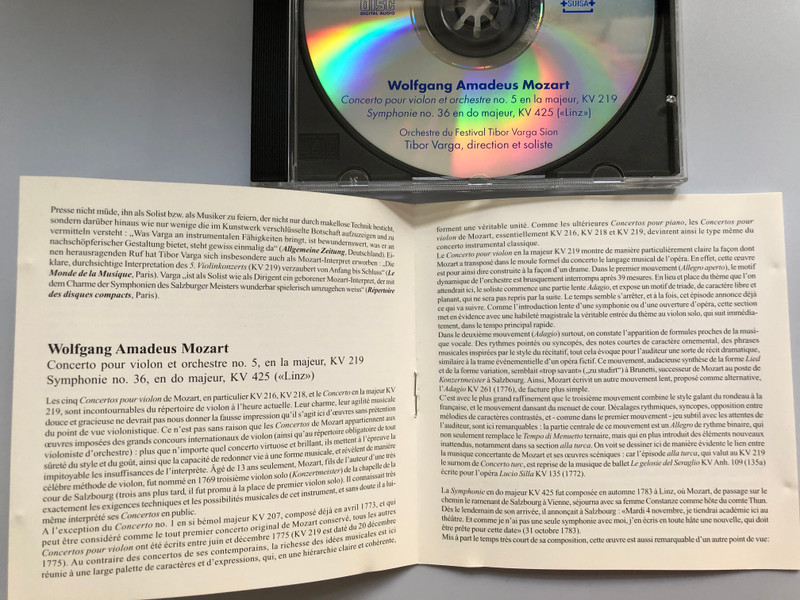 DISC
DIGITAL AUDIO
SUISA
Wolfgang Amadeus Mozart
Concerto pour violon et orchestre no. 5 en la majeur, KV 219
Symphonie no. 36 en do majeur, KV 425 («Linz»)
Orchestre du Festival Tibor Varga Sion
Tibor Varga, direction et soliste
Presse nicht müde, ihn als Solist bzw. als Musiker zu feiern, der nicht nur durch makellose Technik besticht,
sondern darüber hinaus wie nur wenige die im Kunstwerk verschlüsselte Botschaft aufzuzeigen und zu
vermitteln versteht : „Was Varga an instrumentalen Fähigkeiten bringt, ist bewundernswert, was er an
nachschöpferischer Gestaltung bietet, steht gewiss einmalig da“ (Allgemeine Zeitung, Deutschland). Ei-
nen herausragenden Ruf hat Tibor Varga sich insbesondere auch als Mozart-Interpret erworben : „Die
klare, durchsichtige Interpretation des 5. Violinkonzerts (KV 219) verzaubert von Anfang bis Schluss“ (Le
Monde de la Musique, Paris). Varga „ist als Solist wie als Dirigent ein geborener Mozart-Interpret, der mit
dem Charme der Symphonien des Salzburger Meisters wunderbar spielerisch umzugehen weiss“ (Répertoire
des disques compacts, Paris).
Wolfgang Amadeus Mozart
Concerto pour violon et orchestre no. 5, en la majeur, KV 219
Symphonie no. 36, en do majeur, KV 425 («Linz»)
Les cinq Concertos pour violon de Mozart, en particulier KV 216, KV 218, et le Concerto en la majeur KV
219, sont incontournables du répertoire de violon à l'heure actuelle. Leur charme, leur agilité musicale
douce et gracieuse ne devrait pas nous donner la fausse impression qu'il s'agit ici d'œuvres sans prétention
du point de vue violonistique. Ce n'est pas sans raison que les Concertos de Mozart appartiennent aux
œuvres imposées des grands concours internationaux de violon (ainsi qu'au répertoire obligatoire de tout
violoniste d'orchestre) : plus que n'importe quel concerto virtuose et brillant, ils mettent à l'épreuve la
sûreté du style et du goût, ainsi que la capacité de redonner vie à une forme musicale, et révèlent de manière
impitoyable les insuffisances de l'interprète. Âgé de 13 ans seulement, Mozart, fils de l'auteur d'une très
célèbre méthode de violon, fut nommé en 1769 troisième violon solo (Konzertmeister) de la chapelle de la
cour de Salzbourg (trois ans plus tard, il fut promu à la place de premier violon solo). Il connaissait très
exactement les exigences techniques et les possibilités musicales de cet instrument, et sans doute il a lui-
même interprété ses Concertos en public.
A l'exception du Concerto no. 1 en si bémol majeur KV 207, composé déjà en avril 1773, et qui
peut être considéré comme le tout premier concerto original de Mozart conservé, tous les autres
Concertos pour violon ont été écrits entre juin et décembre 1775 (KV 219 est daté du 20 décembre
1775). Au contraire des concertos de ses contemporains, la richesse des idées musicales est ici
réunie à une large palette de caractères et d'expressions, qui, en une hiérarchie claire et cohérente,
forment une véritable unité. Comme les ultérieures Concertos pour piano, les Concertos pour
violon de Mozart, essentiellement KV 216, KV 218 et KV 219, devinrent ainsi le type même du
concerto instrumental classique.
Le Concerto pour violon en la majeur KV 219 montre de manière particulièrement claire la façon dont
Mozart a transposé dans le moule formel du concerto le langage musical de l'opéra. En effet, cette œuvre
est pour ainsi dire construite à la façon d'un drame. Dans le premier mouvement (Allegro aperto), le motif
dynamique de l'orchestre est brusquement interrompu après 39 mesures. En lieu et place du thème que l'on
attendrait ici, le soliste commence une partie lente Adagio, et expose un motif de triade, de caractère libre et
planant, qui ne sera pas repris par la suite. Le temps semble s'arrêter, et à la fois, cet épisode annonce déjà
ce qui va suivre. Comme l'introduction lente d'une symphonie ou d'une ouverture d'opéra, cette section
met en évidence avec une habileté magistrale la véritable entrée du thème au violon solo, qui suit immédia-
tement, dans le tempo principal rapide.
Dans le deuxième mouvement (Adagio) surtout, on constate l'apparition de formules proches de la musi-
que vocale. Des rythmes pointés ou syncopés, des notes courtes de caractère ornemental, des phrases
musicales inspirées par le style du récitatif, tout cela évoque pour l'auditeur une sorte de récit dramatique,
similaire à la trame événementielle d'un opéra fictif. Ce mouvement, audacieuse synthèse de la forme Lied
et de la forme variation, semblait «trop savant» („zu studirt“) à Brunetti, successeur de Mozart au poste de
Konzermeister à Salzbourg. Ainsi, Mozart écrivit un autre mouvement lent, proposé comme alternative,
l'Adagio KV 261 (1776), de facture plus simple.
C'est avec le plus grand raffinement que le troisième mouvement combine le style galant du rondeau à la
française, et le mouvement dansant du menuet de cour. Décalages rythmiques, syncopes, opposition entre
mélodies de caractères contrastés, et - comme dans le premier mouvement - jeu subtil avec les attentes de
l'auditeur, sont ici remarquables : la partie centrale de ce mouvement est un Allegro de rythme binaire, qui
non seulement remplace le Tempo di Menuetto ternaire, mais qui en plus introduit des éléments nouveaux
inattendus, notamment dans sa section alla turca. On voit se dessiner ici de manière évidente le lien entre
la musique concertante de Mozart et ses œuvres scéniques : car l'épisode alla turca, qui valut au KV 219
le surnom de Concerto turc, est reprise de la musique de ballet Le gelosie del Seraglio KV Anh. 109 (135a)
écrite pour l'opéra Lucio Silla KV 135 (1772).
La Symphonie en do majeur KV 425 fut composée en automne 1783 à Linz, où Mozart, de passage sur le
chemin le ramenant de Salzbourg à Vienne, séjourna avec sa femme Constanze comme hôte du comte Thun.
Dès le lendemain de son arrivée, il annonçait à Salzbourg : «Mardi 4 novembre, je tiendrai académie ici au
théâtre. Et comme je n'ai pas une seule symphonie avec moi, j'en écris en toute hâte une nouvelle, qui doit
être prête pour cette date» (31 octobre 1783).
Mis à part le temps très court de sa composition, cette œuvre est aussi remarquable d'un autre point de vue: